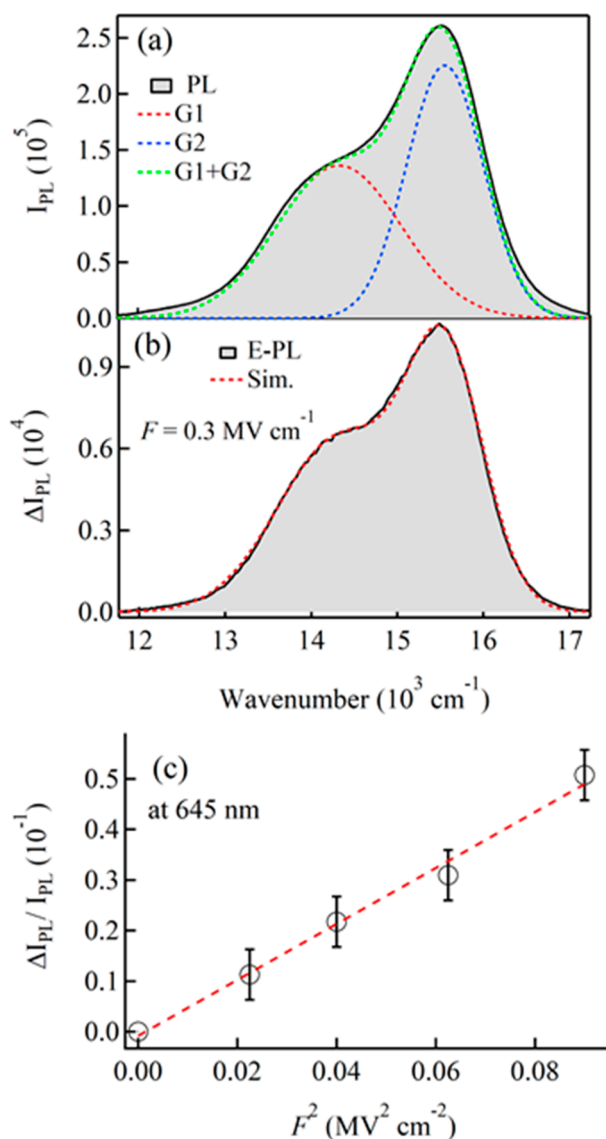 (a)
2.5
2.0
1.5
1.0
0.5
0.0
I_PL (10^5)
PL
G1
G2
G1+G2
(b)
E-PL
Sim.
F = 0.3 MV cm^-1
0.9
0.6
0.3
0.0
ΔI_PL (10^4)
12 13 14 15 16 17
Wavenumber (10^3 cm^-1)
(c)
at 645 nm
0.5
0.4
0.3
0.2
0.1
0.0
ΔI_PL/ I_PL (10^-1)
0.00 0.02 0.04 0.06 0.08
F^2 (MV^2 cm^-2)